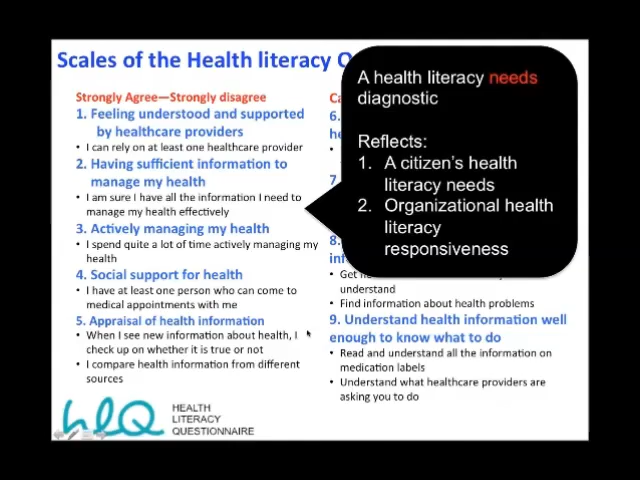 Scales of the Health literacy Q
Strongly Agree—Strongly disagree
1. Feeling understood and supported
by healthcare providers
• I can rely on at least one healthcare provider
2. Having sufficient information to
manage my health
• I am sure I have all the information I need to
manage my health effectively
3. Actively managing my health
• I spend quite a lot of time actively managing my
health
4. Social support for health
• I have at least one person who can come to
medical appointments with me
5. Appraisal of health information
• When I see new information about health, I
check up on whether it is true or not
• I compare health information from different
sources
Ca
6.
he
7
8.
inf
• Get
understand
• Find information about health problems
9. Understand health information well
enough to know what to do
• Read and understand all the information on
medication labels
• Understand what healthcare providers are
asking you to do
A health literacy needs
diagnostic
Reflects:
1. A citizen's health
literacy needs
2. Organizational health
literacy
responsiveness
hlQ
HEALTH
LITERACY
QUESTIONNAIRE